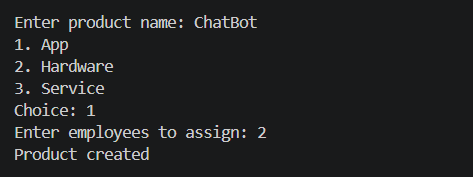 Enter product name: ChatBot
1. App
2. Hardware
3. Service
Choice: 1
Enter employees to assign: 2
Product created